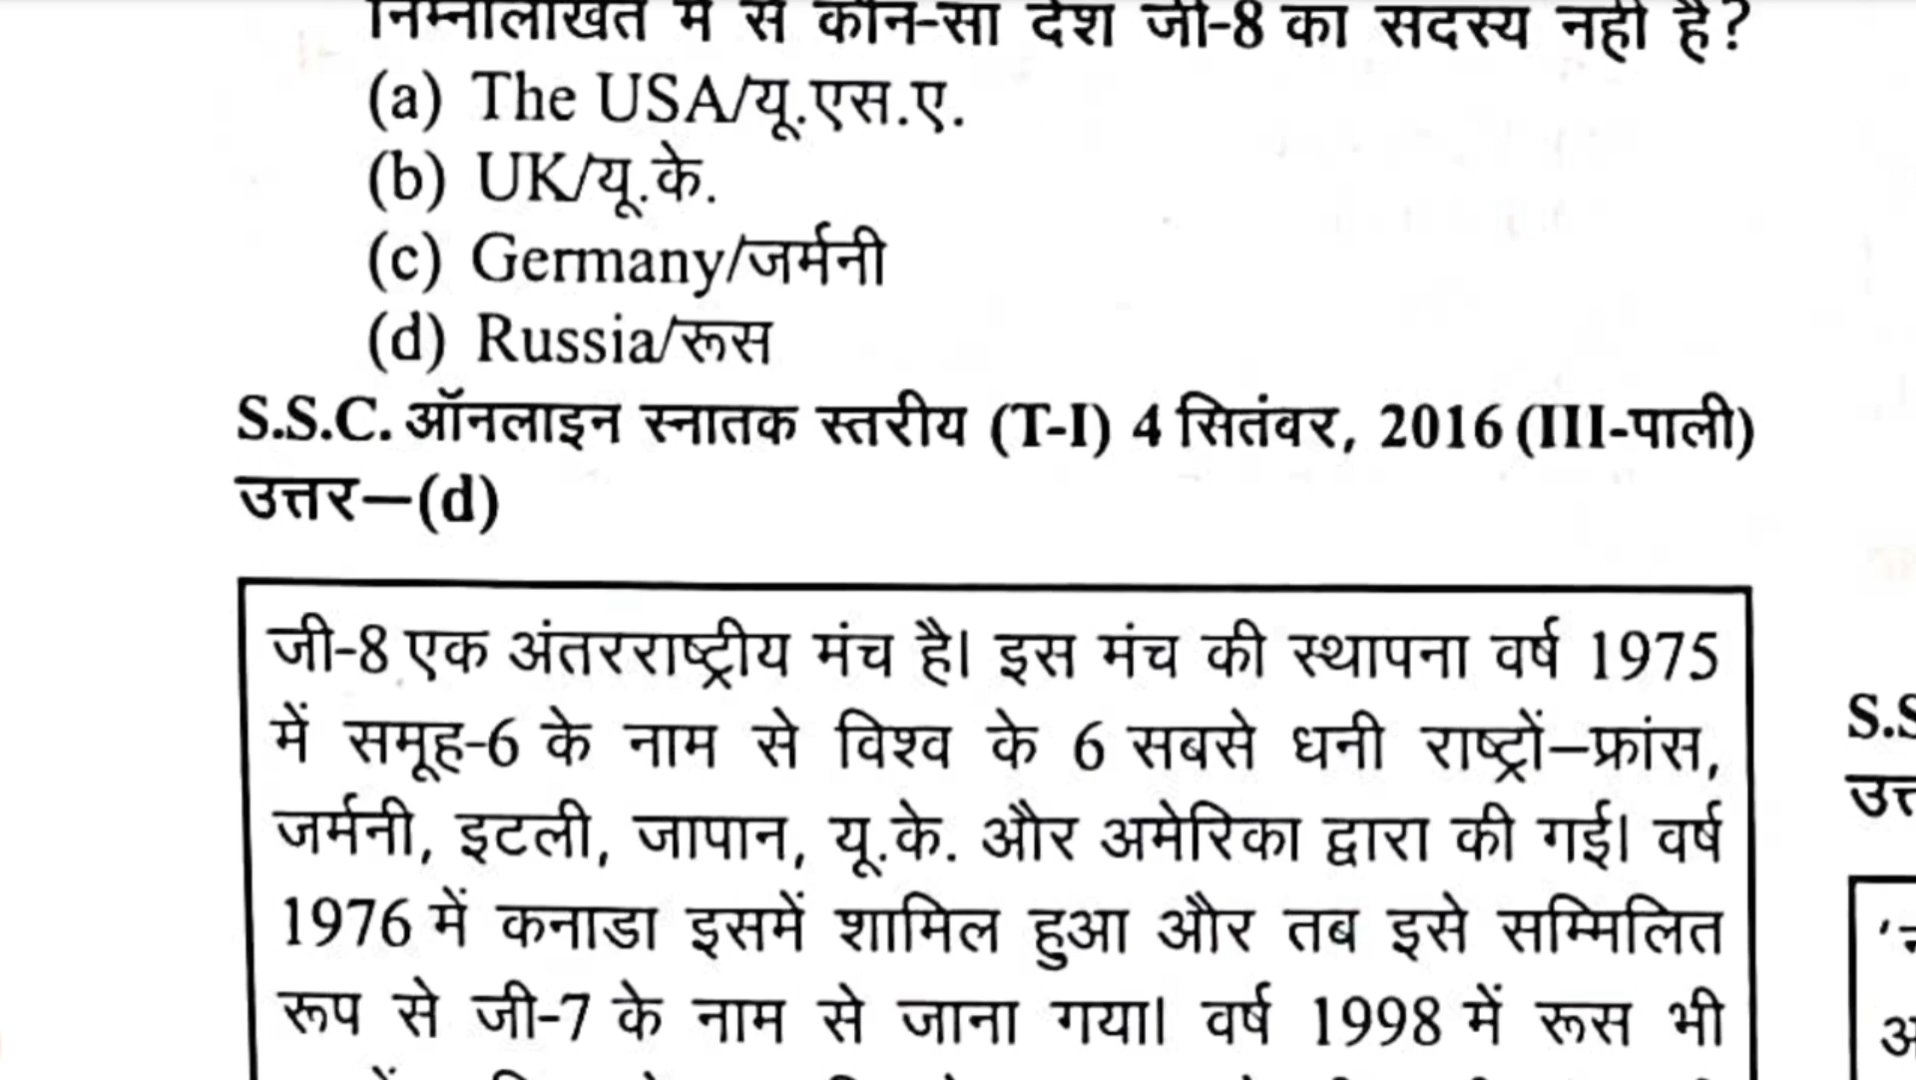 निम्नलिखित में से कौन-सा देश जी-8 का सदस्य नहीं है?
(a) The USA/यू.एस.ए.
(b) UK/यू.के.
(c) Germany/जर्मनी
(d) Russia/रूस
S.S.C. ऑनलाइन स्नातक स्तरीय (T-I) 4 सितंबर, 2016 (III-पाली)
उत्तर—(d)
जी-8 एक अंतरराष्ट्रीय मंच है। इस मंच की स्थापना वर्ष 1975
में समूह-6 के नाम से विश्व के 6 सबसे धनी राष्ट्रों—फ्रांस,
जर्मनी, इटली, जापान, यू.के. और अमेरिका द्वारा की गई। वर्ष
1976 में कनाडा इसमें शामिल हुआ और तब इसे सम्मिलित
रूप से जी-7 के नाम से जाना गया। वर्ष 1998 में रूस भी
S.S